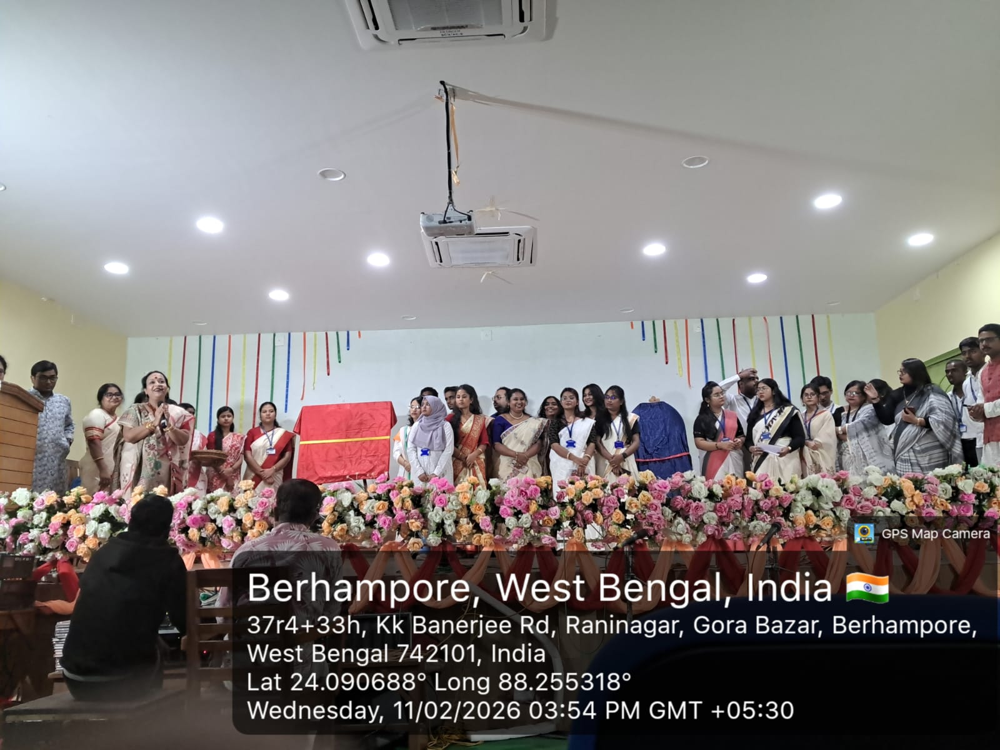 HITACHI
GPS Map Camera
Berhampore, West Bengal, India
37r4+33h, Kk Banerjee Rd, Raninagar, Gora Bazar, Berhampore,
West Bengal 742101, India
Lat 24.090688° Long 88.255318°
Wednesday, 11/02/2026 03:54 PM GMT +05:30